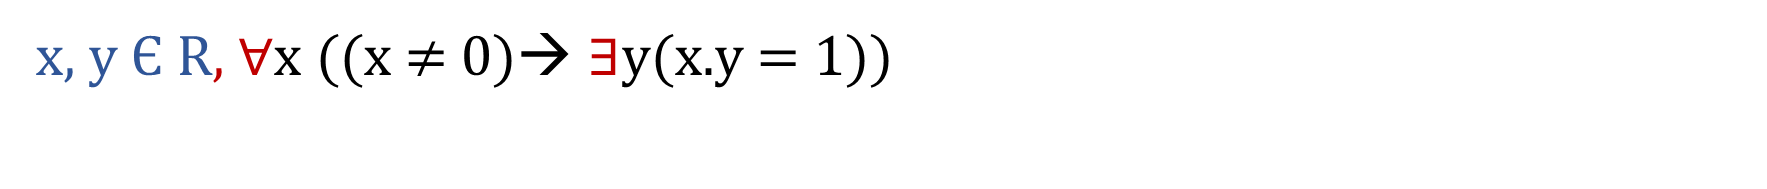 x, y Є R, ∀x ((x ≠ 0)→ ∃y(x.y = 1))